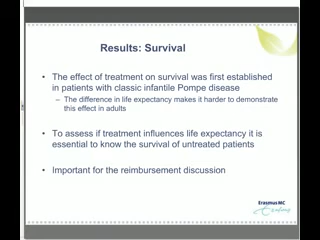 Results: Survival
• The effect of treatment on survival was first established
in patients with classic infantile Pompe disease
– The difference in life expectancy makes it harder to demonstrate
this effect in adults
• To assess if treatment influences life expectancy it is
essential to know the survival of untreated patients
• Important for the reimbursement discussion
Erasmus MC
Erasmus